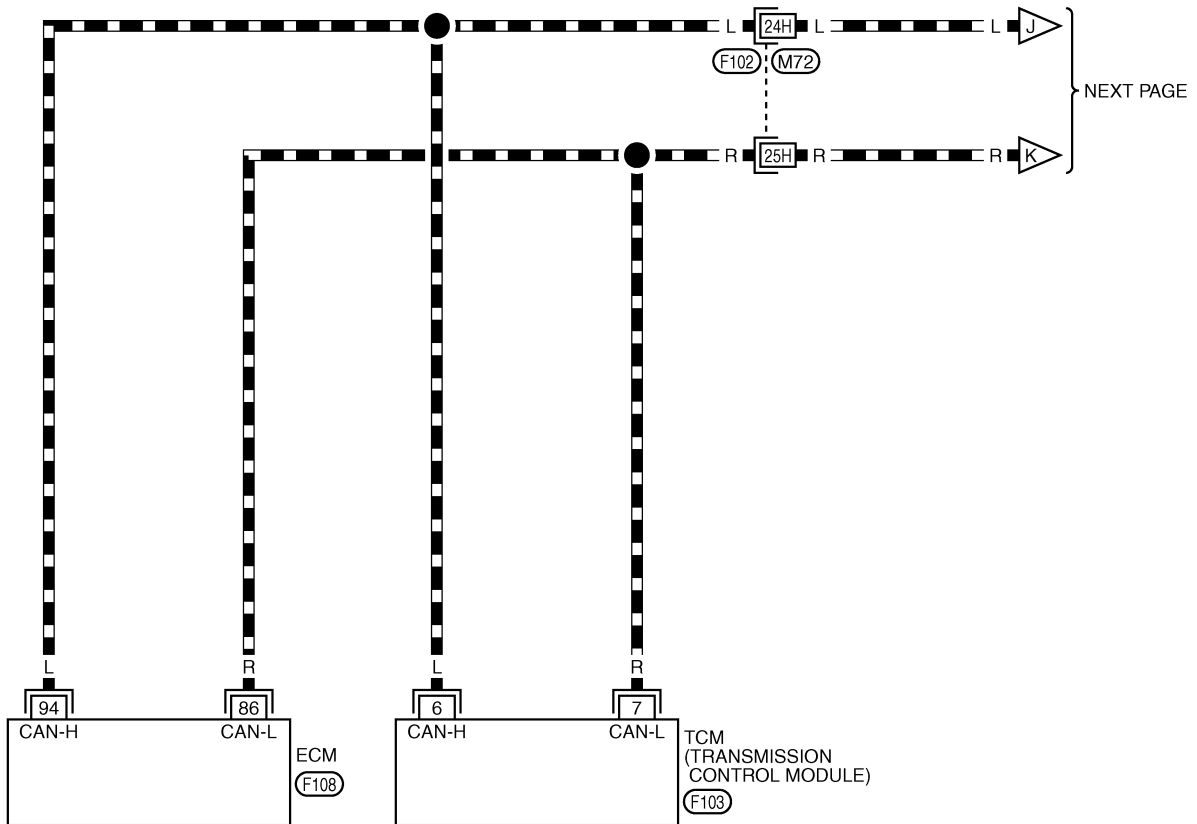 L 24H L L J
F102 M72
NEXT PAGE
R 25H R R K
L R L R
94 86 6 7
CAN-H CAN-L CAN-H CAN-L
ECM
F108
TCM
(TRANSMISSION
CONTROL MODULE)
F103